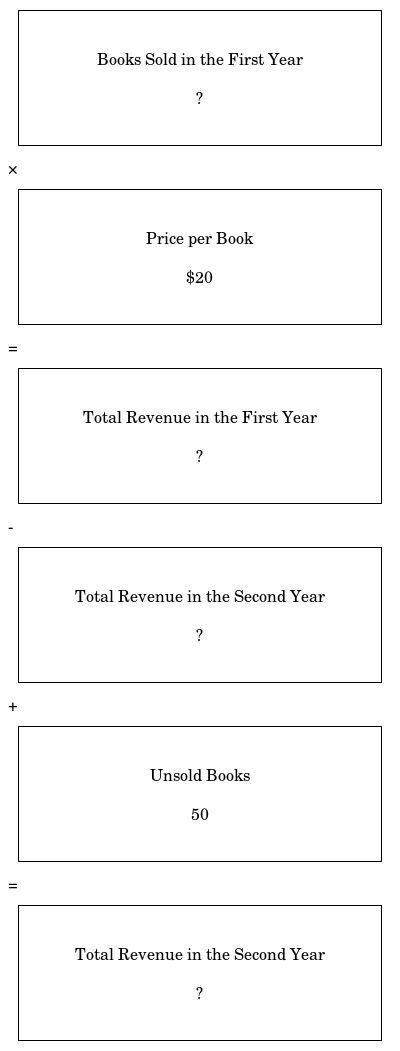 Books Sold in the First Year
?
×
Price per Book
$20
=
Total Revenue in the First Year
?
-
Total Revenue in the Second Year
?
+
Unsold Books
50
=
Total Revenue in the Second Year
?